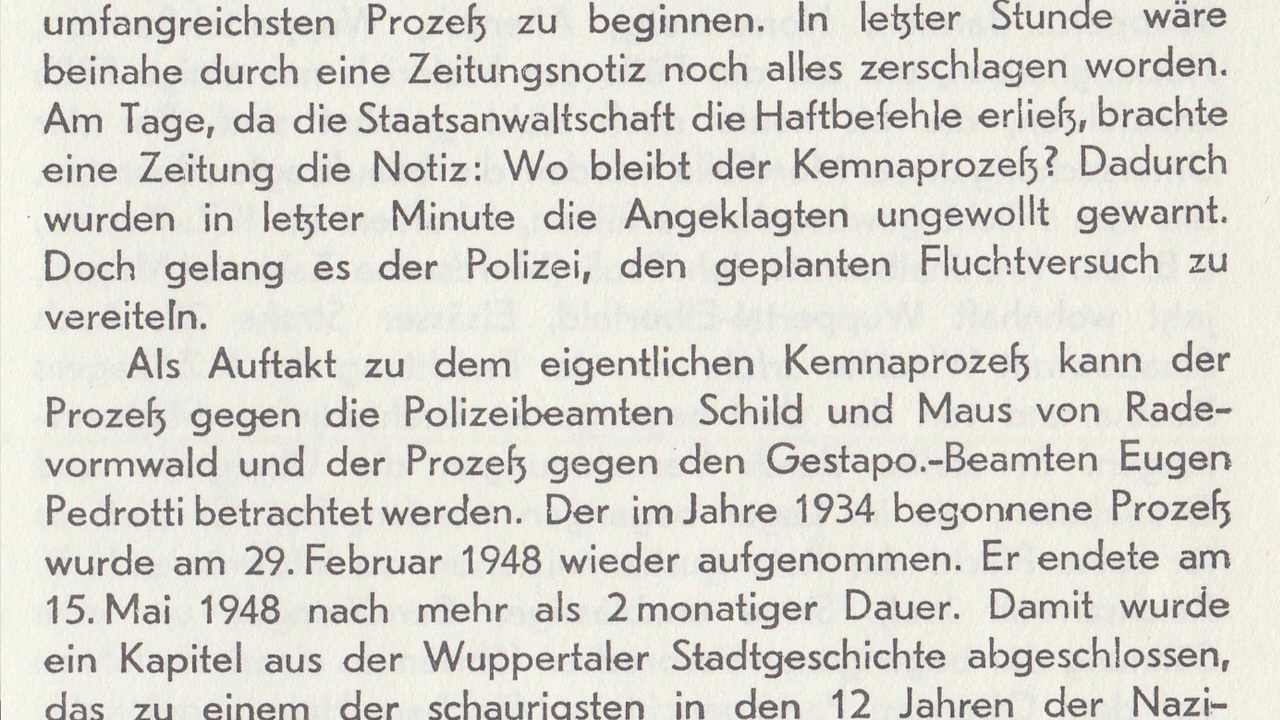 umfangreichsten Prozeß zu beginnen. In letzter Stunde wäre
beinahe durch eine Zeitungsnotiz noch alles zerschlagen worden.
Am Tage, da die Staatsanwaltschaft die Haftbefehle erließ, brachte
eine Zeitung die Notiz: Wo bleibt der Kemnaprozeß? Dadurch
wurden in letzter Minute die Angeklagten ungewollt gewarnt.
Doch gelang es der Polizei, den geplanten Fluchtversuch zu
vereiteln.
Als Auftakt zu dem eigentlichen Kemnaprozeß kann der
Prozeß gegen die Polizeibeamten Schild und Maus von Rade-
vormwald und der Prozeß gegen den Gestapo.-Beamten Eugen
Pedrotti betrachtet werden. Der im Jahre 1934 begonnene Prozeß
wurde am 29. Februar 1948 wieder aufgenommen. Er endete am
15. Mai 1948 nach mehr als 2 monatiger Dauer. Damit wurde
ein Kapitel aus der Wuppertaler Stadtgeschichte abgeschlossen,
das zu einem der schaurigsten in den 12 Jahren der Nazi-